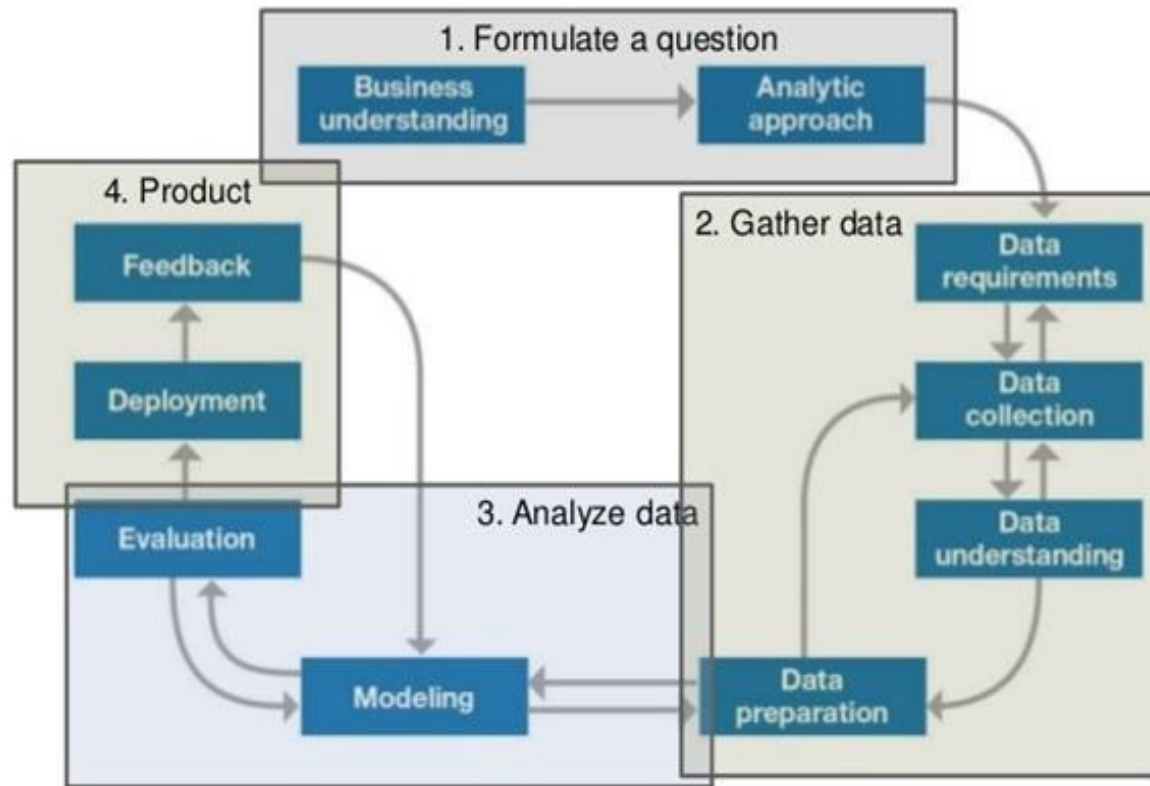 1. Formulate a question
Business
understanding
Analytic
approach
4. Product
Feedback
Deployment
2. Gather data
Data
requirements
Data
collection
Data
understanding
Data
preparation
3. Analyze data
Evaluation
Modeling